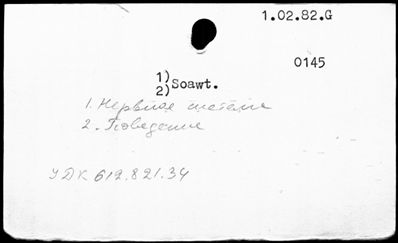 1.02.82.G
0145
1)
2) Soawt.
1. Нервная система
2. Поведение
УДК 612.821.34